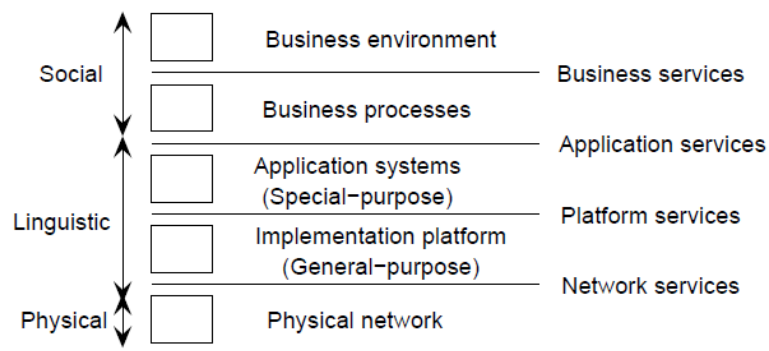 Business environment
Social
Business services
Business processes
Application services
Application systems
(Special-purpose)
Linguistic
Platform services
Implementation platform
(General-purpose)
Network services
Physical
Physical network